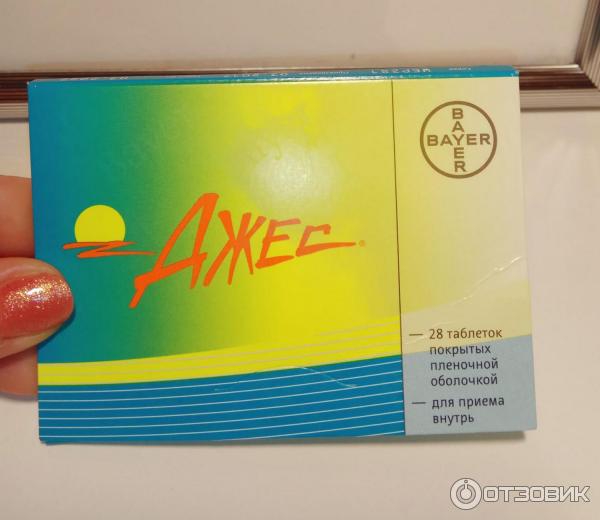 BAYER
BAYER
Джес®
— 28 таблеток
покрытых
пленочной
оболочкой
— для приема
внутрь
ОТЗОВИК